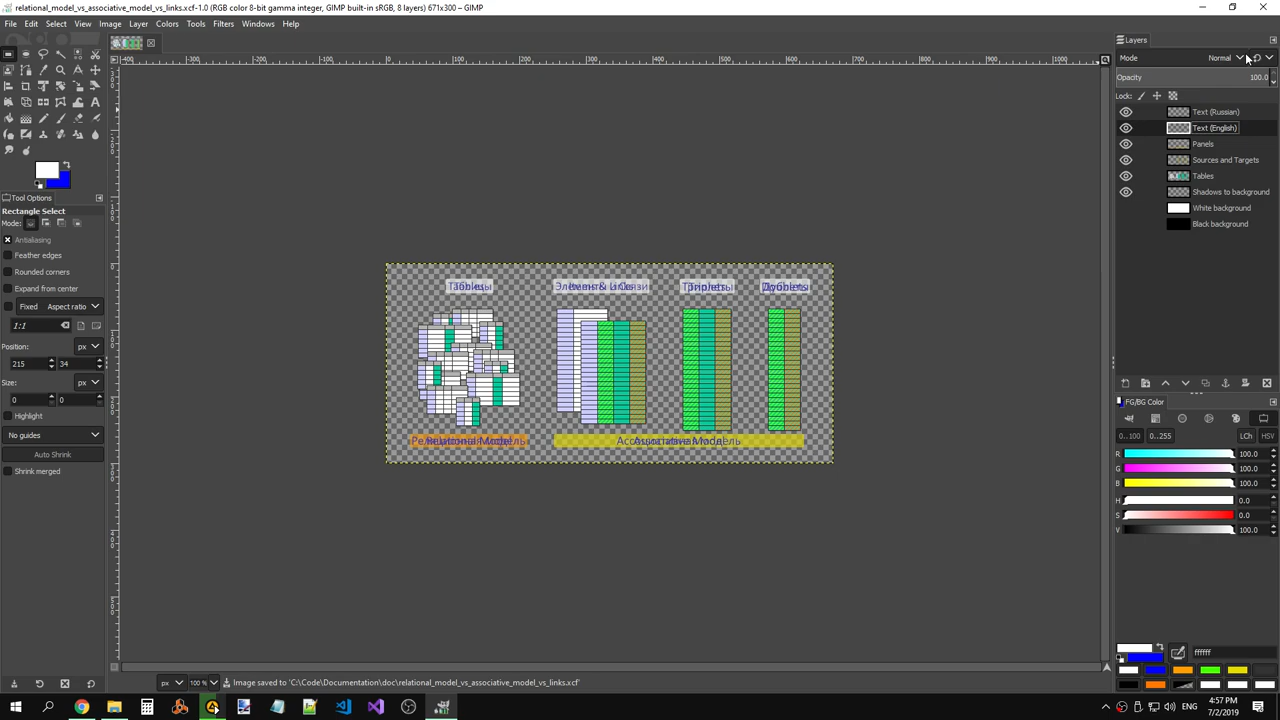 relational_model_vs_associative_model_vs_links.xcf-1.0 (RGB color 8-bit gamma integer, GIMP built-in sRGB, 8 layers) 671x300 – GIMP
File Edit Select View Image Layer Colors Tools Filters Windows Help
Layers
Mode Normal
Opacity 100.0
Lock:
Text (Russian)
Text (English)
Panels
Sources and Targets
Tables
Shadows to background
White background
Black background
Tool Options
Rectangle Select
Mode:
Antialiasing
Feather edges
Rounded corners
Expand from center
Fixed Aspect ratio
1:1
Position:
px
215 34
Size:
px
0 0
Highlight
No guides
Auto Shrink
Shrink merged
FG/BG Color
0..100 0..255 LCh HSV
R 100.0
G 100.0
B 100.0
H 0.0
S 0.0
V 100.0
ffffff
px 100 % Image saved to 'C:\Code\Documentation\doc\relational_model_vs_associative_model_vs_links.xcf'
ENG
4:57 PM
7/2/2019